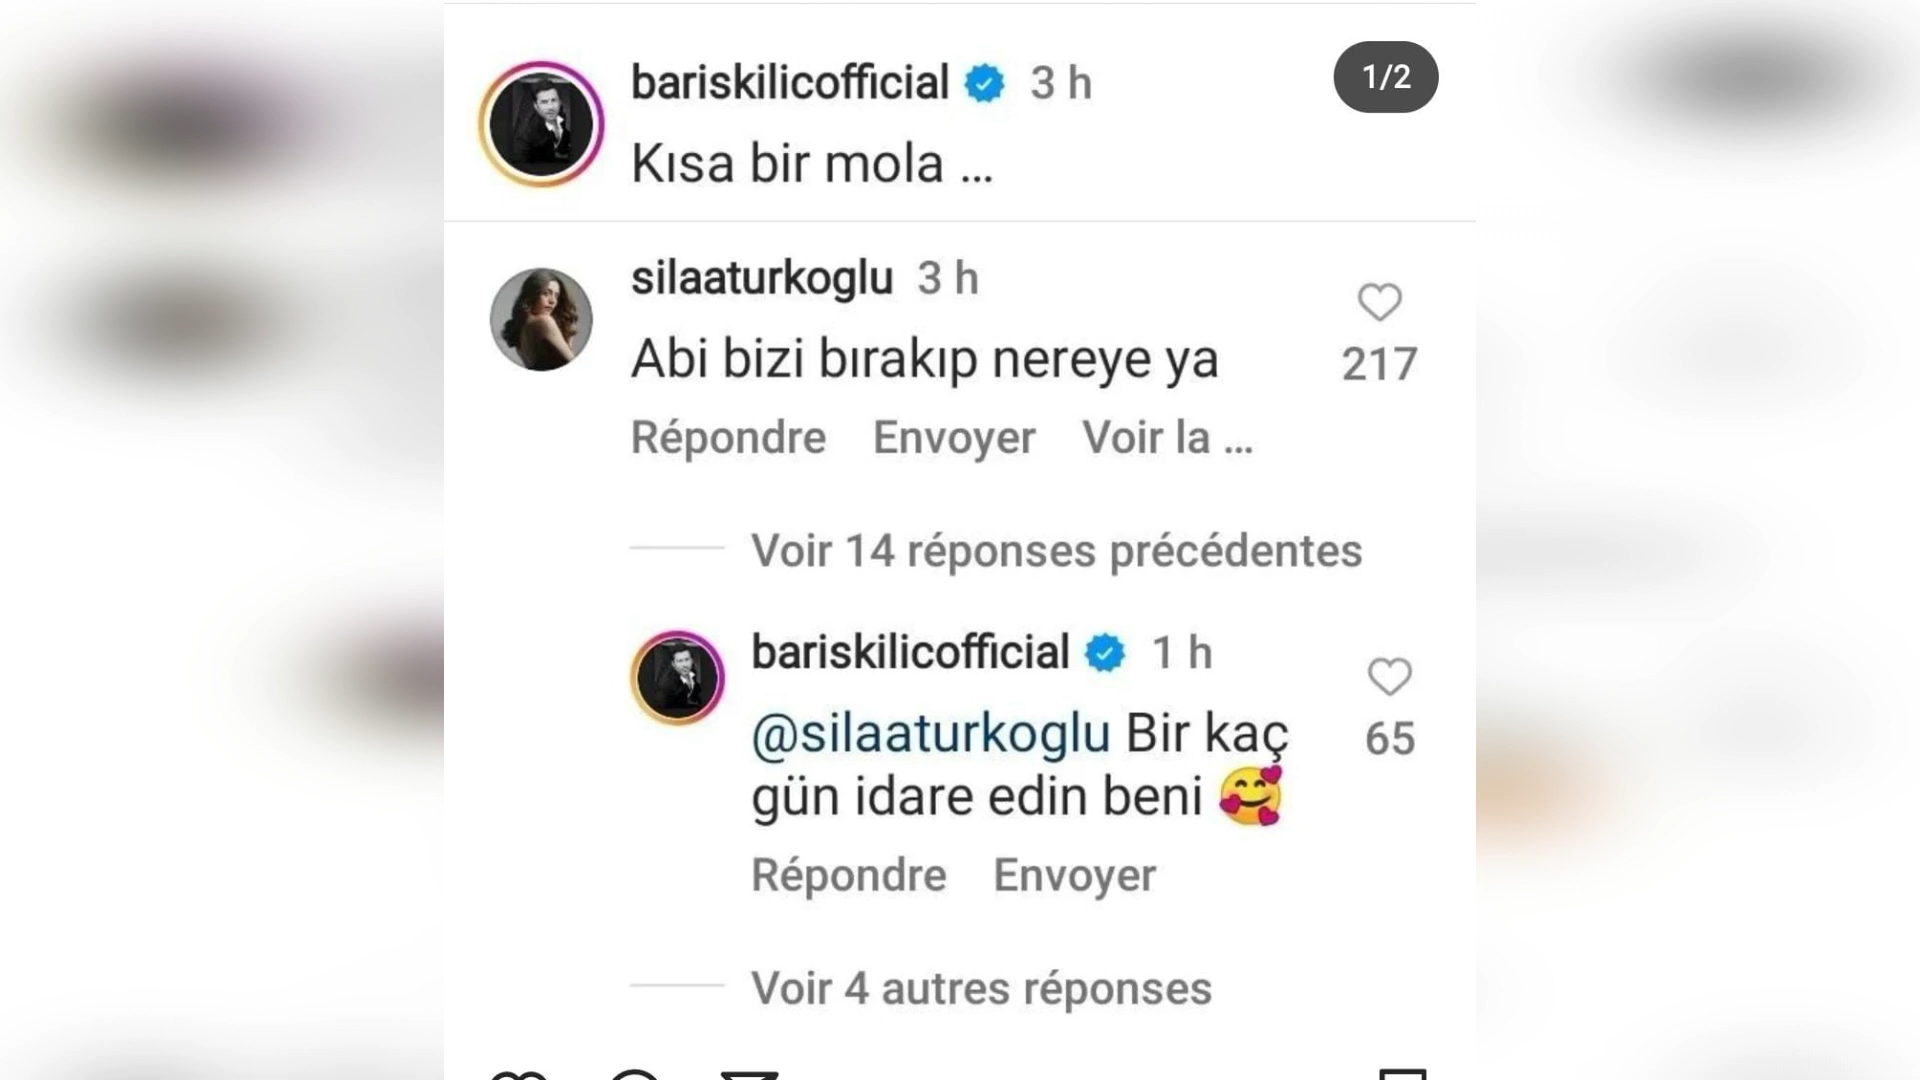 bariskilicofficial 3 h
1/2
Kısa bir mola ...
silaaturkoglu 3 h
Abi bizi bırakıp nereye ya
217
Répondre Envoyer Voir la ...
Voir 14 réponses précédentes
bariskilicofficial 1 h
@silaaturkoglu Bir kaç
gün idare edin beni 🥰
65
Répondre Envoyer
Voir 4 autres réponses